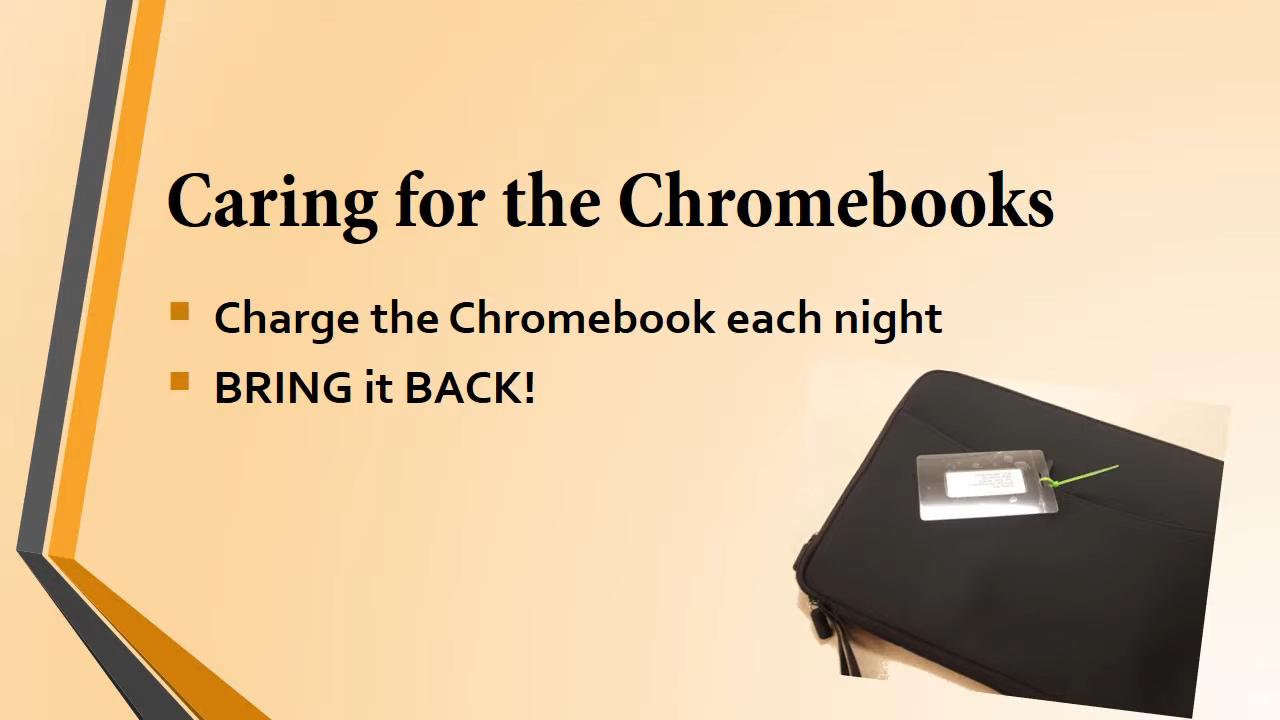 Caring for the Chromebooks
Charge the Chromebook each night
BRING it BACK!